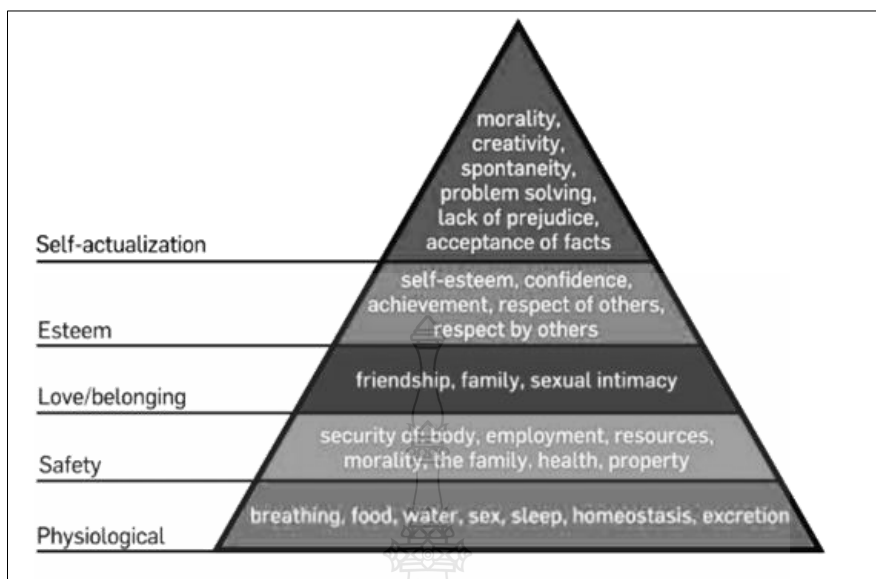 morality,
creativity,
spontaneity,
problem solving,
lack of prejudice,
acceptance of facts
Self-actualization
self-esteem, confidence,
achievement, respect of others,
respect by others
Esteem
friendship, family, sexual intimacy
Love/belonging
security of body, employment, resources,
morality, the family, health, property
Safety
breathing, food, water, sex, sleep, homeostasis, excretion
Physiological